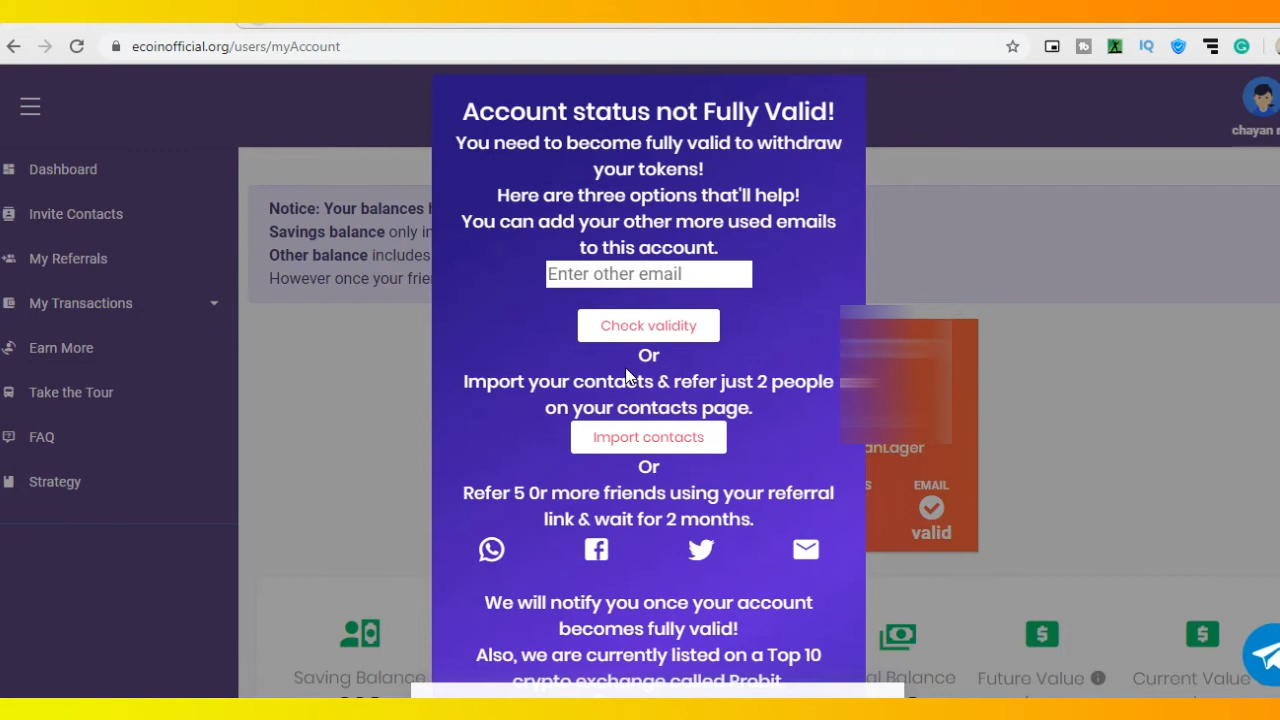 ecoinofficial.org/users/myAccount
IQ
Account status not Fully Valid!
You need to become fully valid to withdraw
your tokens!
Here are three options that'll help!
You can add your other more used emails
to this account.
Enter other email
Check validity
Or
Import your contacts & refer just 2 people
on your contacts page.
Import contacts
Or
Refer 5 0r more friends using your referral
link & wait for 2 months.
We will notify you once your account
becomes fully valid!
Also, we are currently listed on a Top 10
crypto exchange called Probit
chayan
Dashboard
Invite Contacts
My Referrals
My Transactions
Earn More
Take the Tour
FAQ
Strategy
Notice: Your balances
Savings balance only
Other balance includes
However once your
EMAIL
valid
Saving Balance
Balance
Future Value
Current Value